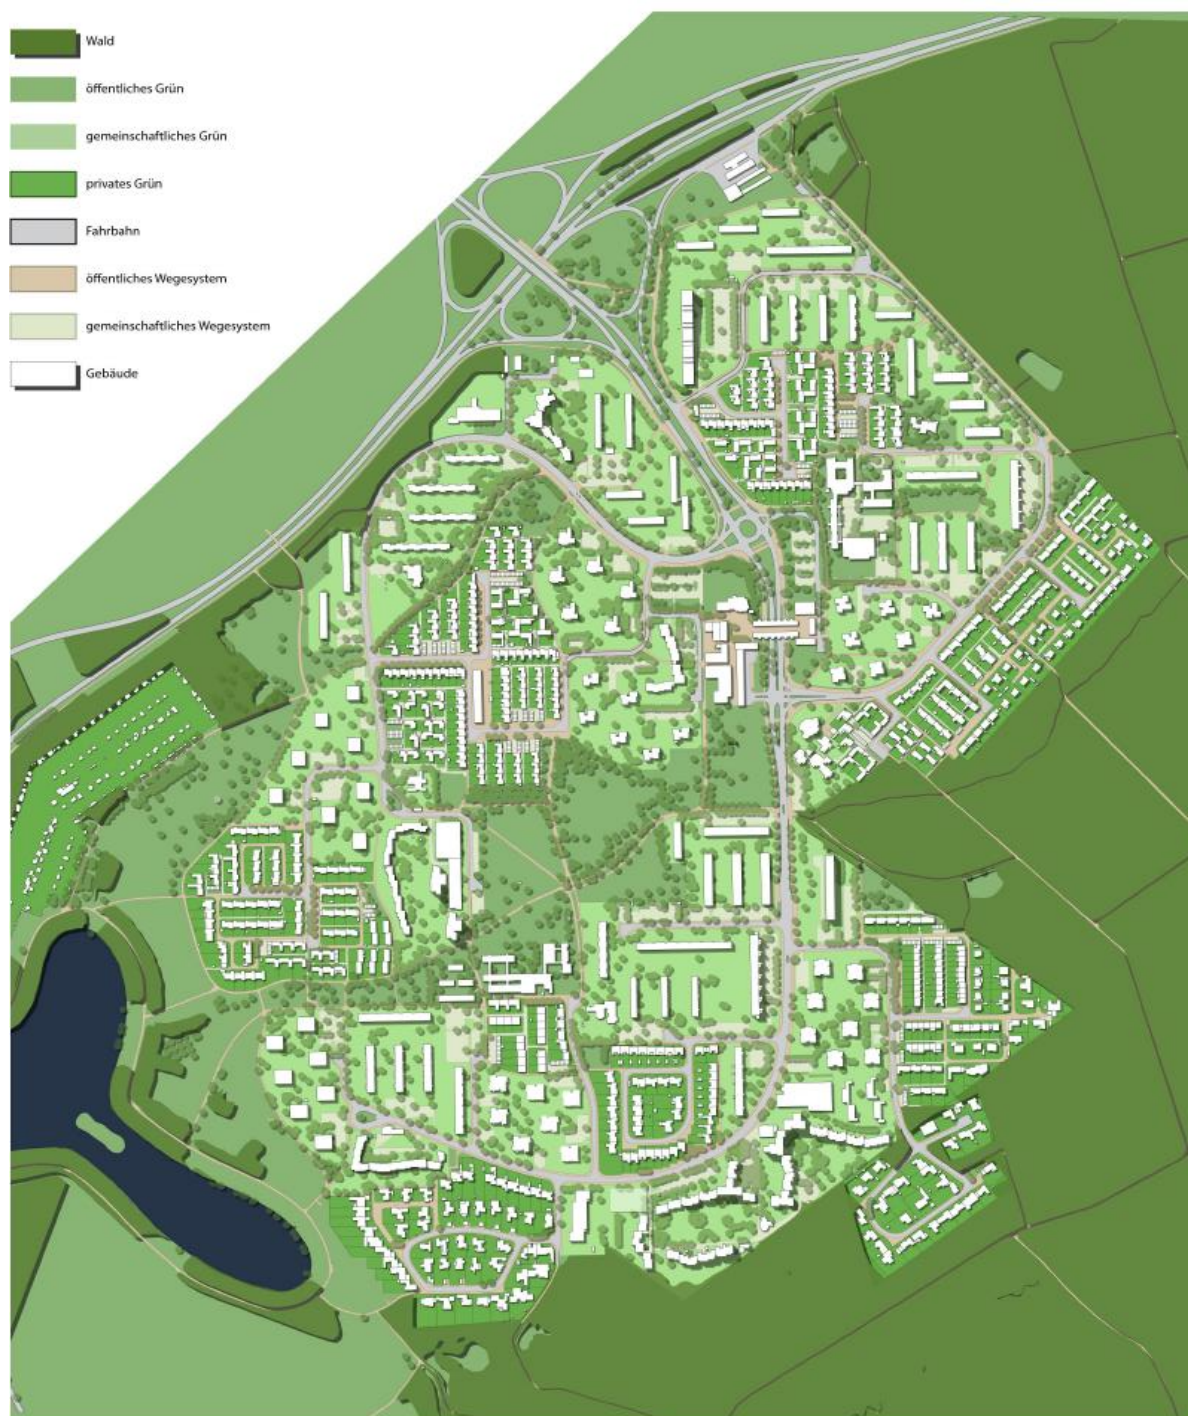 Wald
öffentliches Grün
gemeinschaftliches Grün
privates Grün
Fahrbahn
öffentliches Wegesystem
gemeinschaftliches Wegesystem
Gebäude